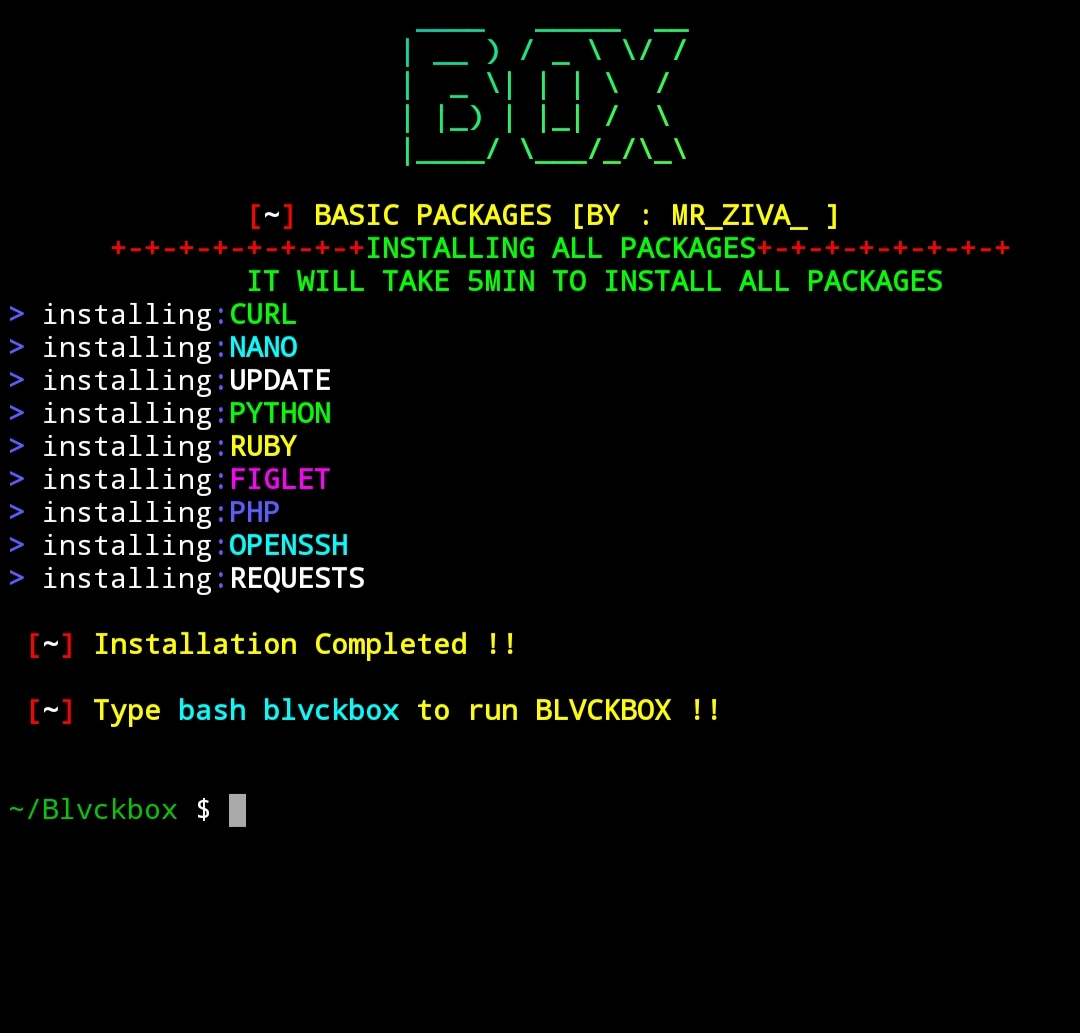 BOX
[~] BASIC PACKAGES [BY : MR_ZIVA_ ]
+-+-+-+-+-+-+-+INSTALLING ALL PACKAGES+-+-+-+-+-+-+-+
IT WILL TAKE 5MIN TO INSTALL ALL PACKAGES
> installing:CURL
> installing:NANO
> installing:UPDATE
> installing:PYTHON
> installing:RUBY
> installing:FIGLET
> installing:PHP
> installing:OPENSSH
> installing:REQUESTS
[~] Installation Completed !!
[~] Type bash blvckbox to run BLVCKBOX !!
~/Blvckbox $